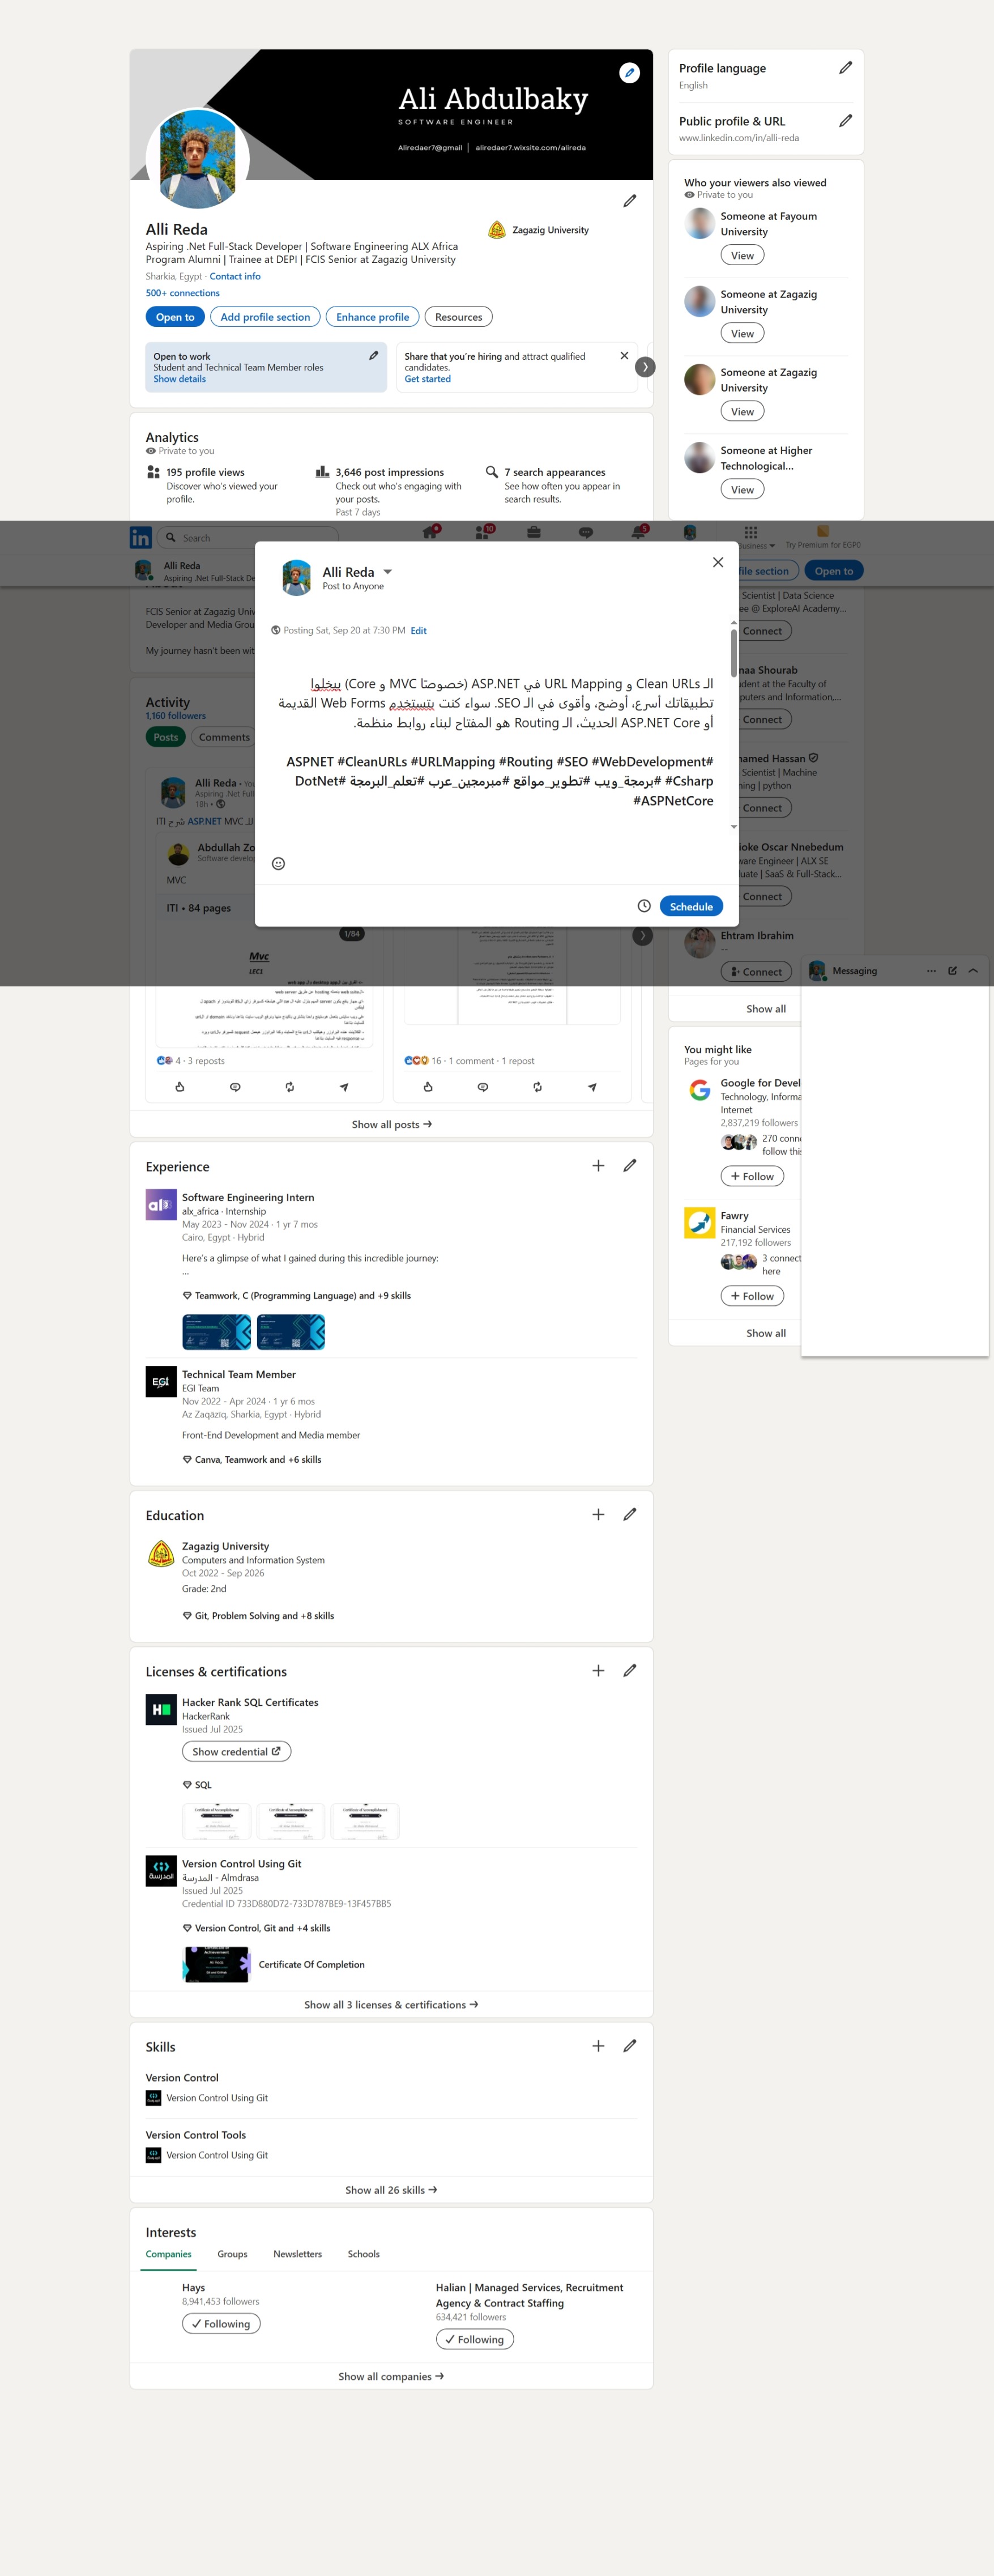 Ali Abdulbaky
SOFTWARE ENGINEER
Aliredaer7@gmail | aliredaer7.wixsite.com/alireda
Alli Reda
Zagazig University
Aspiring .Net Full-Stack Developer | Software Engineering ALX Africa
Program Alumni | Trainee at DEPI | FCIS Senior at Zagazig University
Sharkia, Egypt · Contact info
500+ connections
Open to
Add profile section
Enhance profile
Resources
Open to work
Student and Technical Team Member roles
Show details
Share that you're hiring and attract qualified
candidates.
Get started
Analytics
Private to you
195 profile views
Discover who's viewed your
profile.
3,646 post impressions
Check out who's engaging with
your posts.
Past 7 days
7 search appearances
See how often you appear in
search results.
Profile language
English
Public profile & URL
www.linkedin.com/in/alli-reda
Who your viewers also viewed
Private to you
Someone at Fayoum
University
View
Someone at Zagazig
University
View
Someone at Zagazig
University
View
Someone at Higher
Technological...
View
in
Search
10
5
usiness
Try Premium for EGP0
Alli Reda
Aspiring .Net Full-Stack De
file section
Open to
FCIS Senior at Zagazig Univ
Developer and Media Grou
My journey hasn't been wit
Activity
1,160 followers
Posts
Comments
Alli Reda · You
Aspiring .Net Full
18h
ITI شرح ASP.NET MVC للـ
Abdullah Zo
Software develo
MVC
ITI • 84 pages
1/84
Mvc
LEC1
Alli Reda
Post to Anyone
Posting Sat, Sep 20 at 7:30 PM Edit
الـ Clean URLs و URL Mapping في ASP.NET (خصوصًا MVC و Core) بيخلوا
تطبيقاتك أسرع، أوضح، وأقوى في الـ SEO. سواء كنت بتستخدم Web Forms القديمة
أو ASP.NET Core الحديث، الـ Routing هو المفتاح لبناء روابط منظمة.
#ASPNET #CleanURLs #URLMapping #Routing #SEO #WebDevelopment
#Csharp #برمجة_ويب #تطوير_مواقع #مبرمجين_عرب #تعلم_البرمجة #DotNet
#ASPNetCore
Schedule
Scientist | Data Science
ee @ ExploreAI Academy...
Connect
naa Shourab
dent at the Faculty of
puters and Information,...
Connect
hamed Hassan
Scientist | Machine
ning | python
Connect
ioke Oscar Nnebedum
ware Engineer | ALX SE
duate | SaaS & Full-Stack...
Connect
Ehtram Ibrahim
--
Connect
Messaging
Show all
4 · 3 reposts
16 · 1 comment · 1 repost
Show all posts →
You might like
Pages for you
Google for Devel
Technology, Informa
Internet
2,837,219 followers
270 conne
follow this
+ Follow
Fawry
Financial Services
217,192 followers
3 connect
here
+ Follow
Show all
Experience
alx
Software Engineering Intern
alx_africa · Internship
May 2023 - Nov 2024 · 1 yr 7 mos
Cairo, Egypt · Hybrid
Here's a glimpse of what I gained during this incredible journey:
...
Teamwork, C (Programming Language) and +9 skills
EGI
Technical Team Member
EGI Team
Nov 2022 - Apr 2024 · 1 yr 6 mos
Az Zaqāzīq, Sharkia, Egypt · Hybrid
Front-End Development and Media member
Canva, Teamwork and +6 skills
Education
Zagazig University
Computers and Information System
Oct 2022 - Sep 2026
Grade: 2nd
Git, Problem Solving and +8 skills
Licenses & certifications
H
Hacker Rank SQL Certificates
HackerRank
Issued Jul 2025
Show credential
SQL
Certificate of Accomplishment
Certificate of Accomplishment
Certificate of Accomplishment
المدرسة
Version Control Using Git
المدرسة - Almdrasa
Issued Jul 2025
Credential ID 733D880D72-733D787BE9-13F457BB5
Version Control, Git and +4 skills
Certificate Of Completion
Show all 3 licenses & certifications →
Skills
Version Control
Version Control Using Git
Version Control Tools
Version Control Using Git
Show all 26 skills →
Interests
Companies
Groups
Newsletters
Schools
Hays
8,941,453 followers
✓ Following
Halian | Managed Services, Recruitment
Agency & Contract Staffing
634,421 followers
✓ Following
Show all companies →